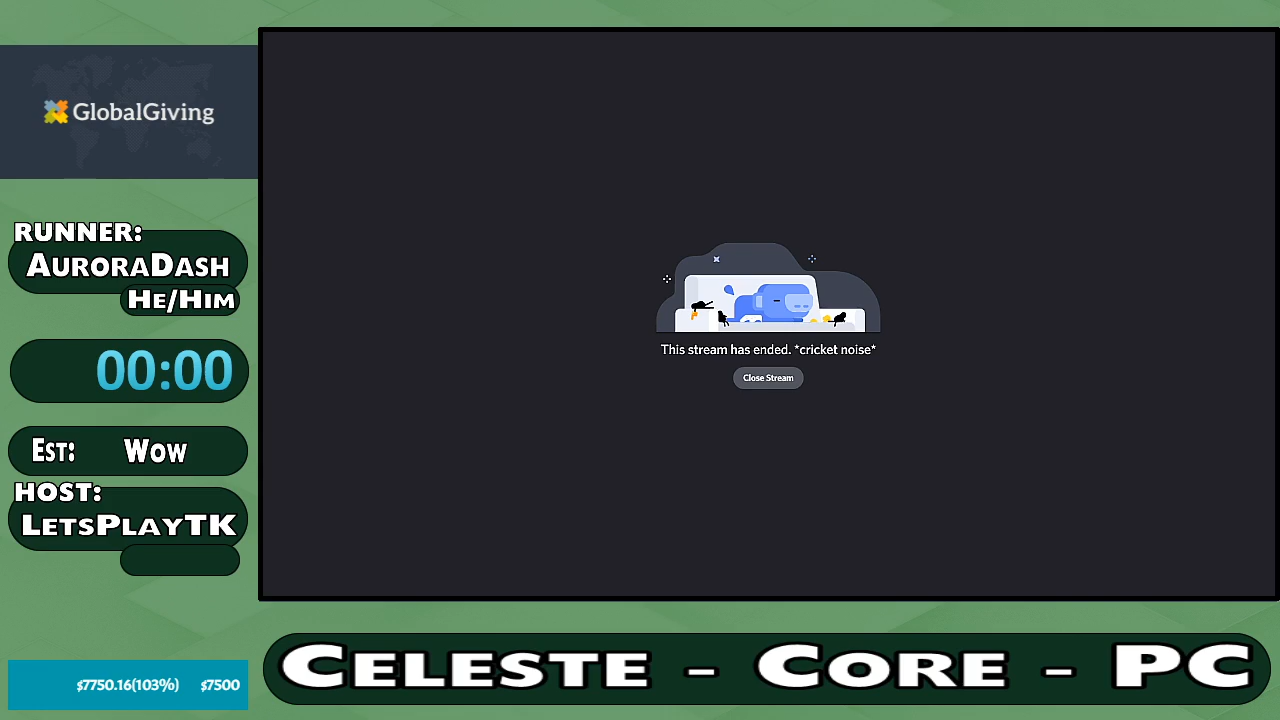 GlobalGiving
RUNNER:
AURORADASH
HE/HIM
00:00
EST: WOW
HOST:
LETSPLAYTK
$7750.16(103%) $7500
This stream has ended. *cricket noise*
Close Stream
CELESTE - CORE - PC